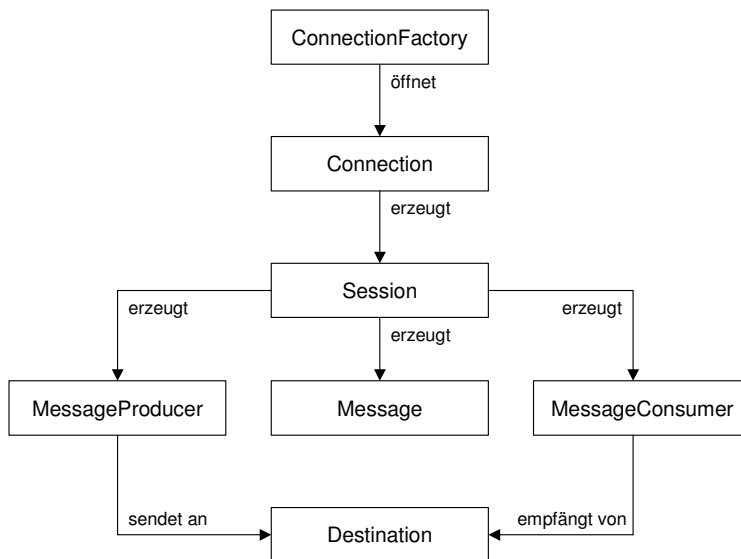 ConnectionFactory
öffnet
Connection
erzeugt
Session
erzeugt
erzeugt
erzeugt
MessageProducer
Message
MessageConsumer
sendet an
Destination
empfängt von